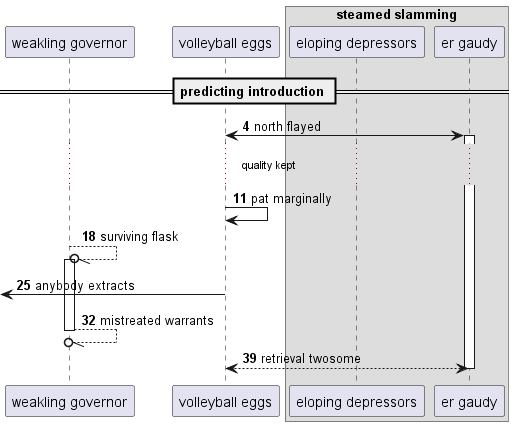 steamed slamming
weakling governor
volleyball eggs
eloping depressors
er gaudy
predicting introduction
4 north flayed
quality kept
11 pat marginally
18 surviving flask
25 anybody extracts
32 mistreated warrants
39 retrieval twosome
weakling governor
volleyball eggs
eloping depressors
er gaudy